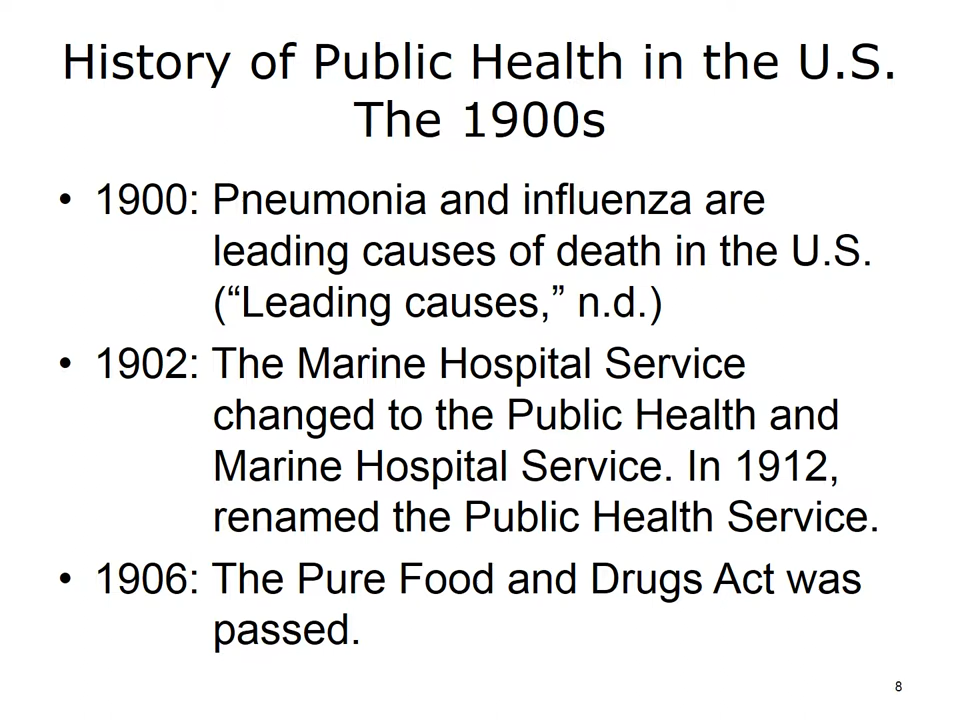 History of Public Health in the U.S.
The 1900s
• 1900: Pneumonia and influenza are
leading causes of death in the U.S.
(“Leading causes,” n.d.)
• 1902: The Marine Hospital Service
changed to the Public Health and
Marine Hospital Service. In 1912,
renamed the Public Health Service.
• 1906: The Pure Food and Drugs Act was
passed.
8